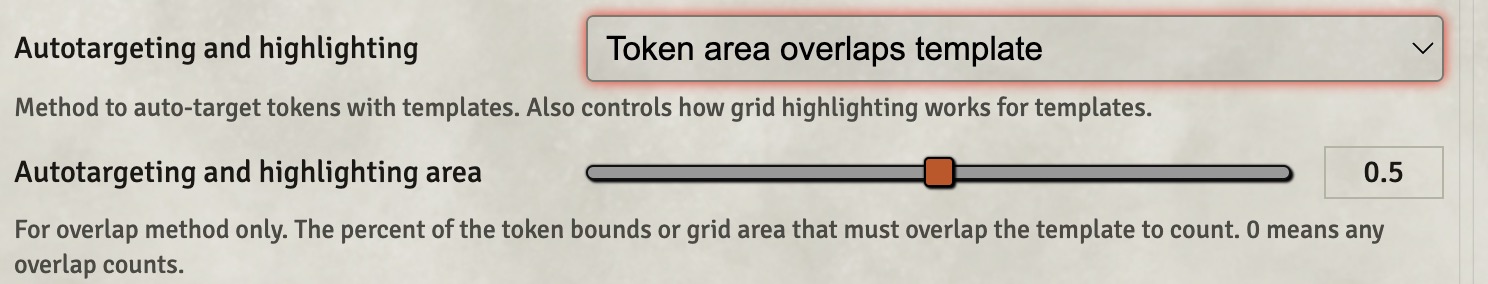 Autotargeting and highlighting
Token area overlaps template
Method to auto-target tokens with templates. Also controls how grid highlighting works for templates.
Autotargeting and highlighting area
0.5
For overlap method only. The percent of the token bounds or grid area that must overlap the template to count. 0 means any
overlap counts.